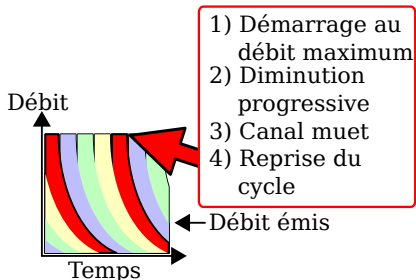 1) Démarrage au
débit maximum
2) Diminution
progressive
3) Canal muet
4) Reprise du
cycle
Débit
Débit émis
Temps